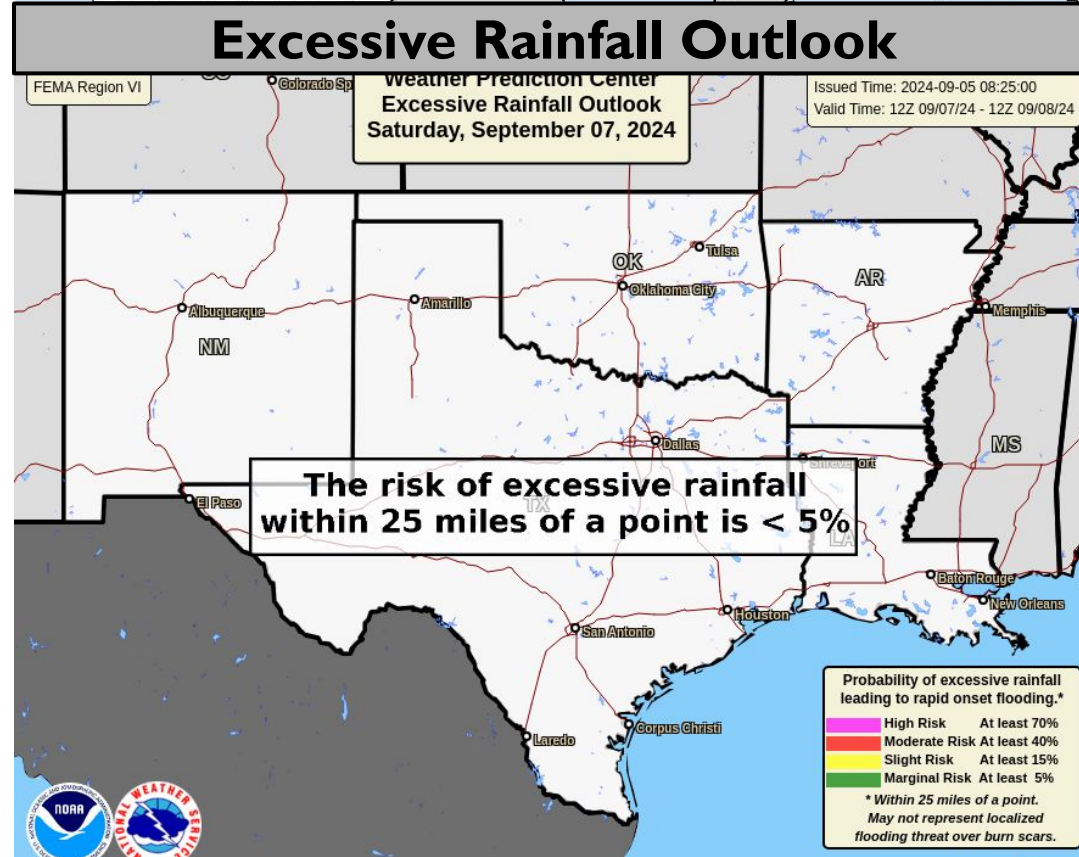 Excessive Rainfall Outlook
FEMA Region VI
Colorado Sp
Weather Prediction Center
Excessive Rainfall Outlook
Saturday, September 07, 2024
Issued Time: 2024-09-05 08:25:00
Valid Time: 12Z 09/07/24 - 12Z 09/08/24
Tulsa
OK
Oklahoma City
AR
Amarillo
Albuquerque
Memphis
NM
Dallas
MS
Shreveport
The risk of excessive rainfall
within 25 miles of a point is < 5%
El Paso
TX
LA
Baton Rouge
New Orleans
Houston
San Antonio
Corpus Christi
Laredo
Probability of excessive rainfall
leading to rapid onset flooding.*
High Risk At least 70%
Moderate Risk At least 40%
Slight Risk At least 15%
Marginal Risk At least 5%
* Within 25 miles of a point.
May not represent localized
flooding threat over burn scars.
NOAA
NATIONAL WEATHER SERVICE